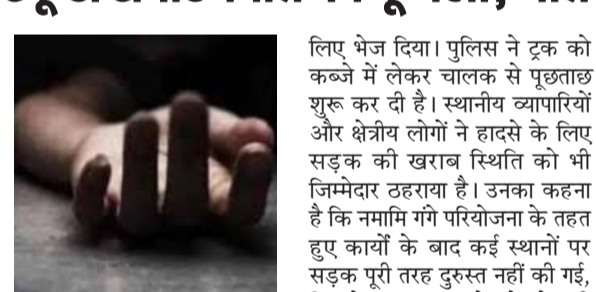 लिए भेज दिया। पुलिस ने ट्रक को
कब्जे में लेकर चालक से पूछताछ
शुरू कर दी है। स्थानीय व्यापारियों
और क्षेत्रीय लोगों ने हादसे के लिए
सड़क की खराब स्थिति को भी
जिम्मेदार ठहराया है। उनका कहना
है कि नमामि गंगे परियोजना के तहत
हुए कार्यों के बाद कई स्थानों पर
सड़क पूरी तरह दुरुस्त नहीं की गई,